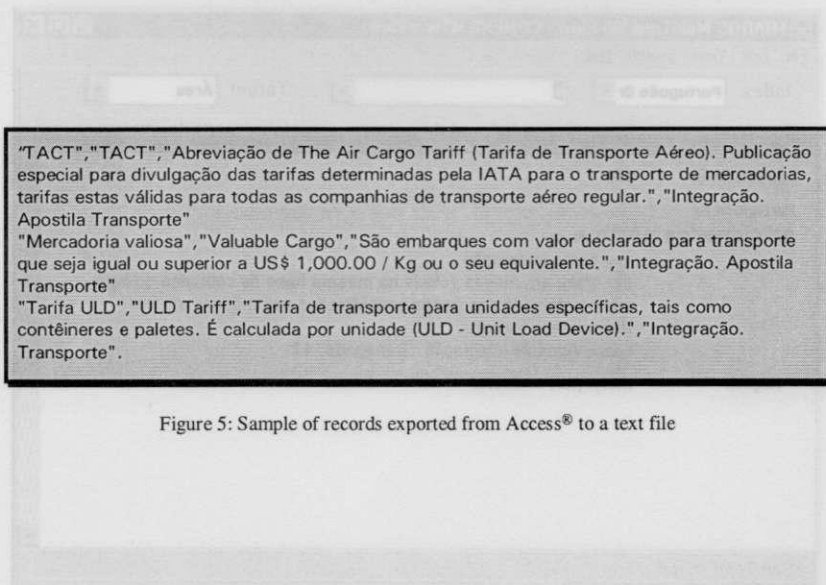 "TACT","TACT","Abreviação de The Air Cargo Tariff (Tarifa de Transporte Aéreo). Publicação
especial para divulgação das tarifas determinadas pela IATA para o transporte de mercadorias,
tarifas estas válidas para todas as companhias de transporte aéreo regular.","Integração.
Apostila Transporte"
"Mercadoria valiosa","Valuable Cargo","São embarques com valor declarado para transporte
que seja igual ou superior a US$ 1,000.00 / Kg ou o seu equivalente.","Integração. Apostila
Transporte"
"Tarifa ULD","ULD Tariff","Tarifa de transporte para unidades específicas, tais como
contêineres e paletes. É calculada por unidade (ULD - Unit Load Device).","Integração.
Transporte".
Figure 5: Sample of records exported from Access® to a text file